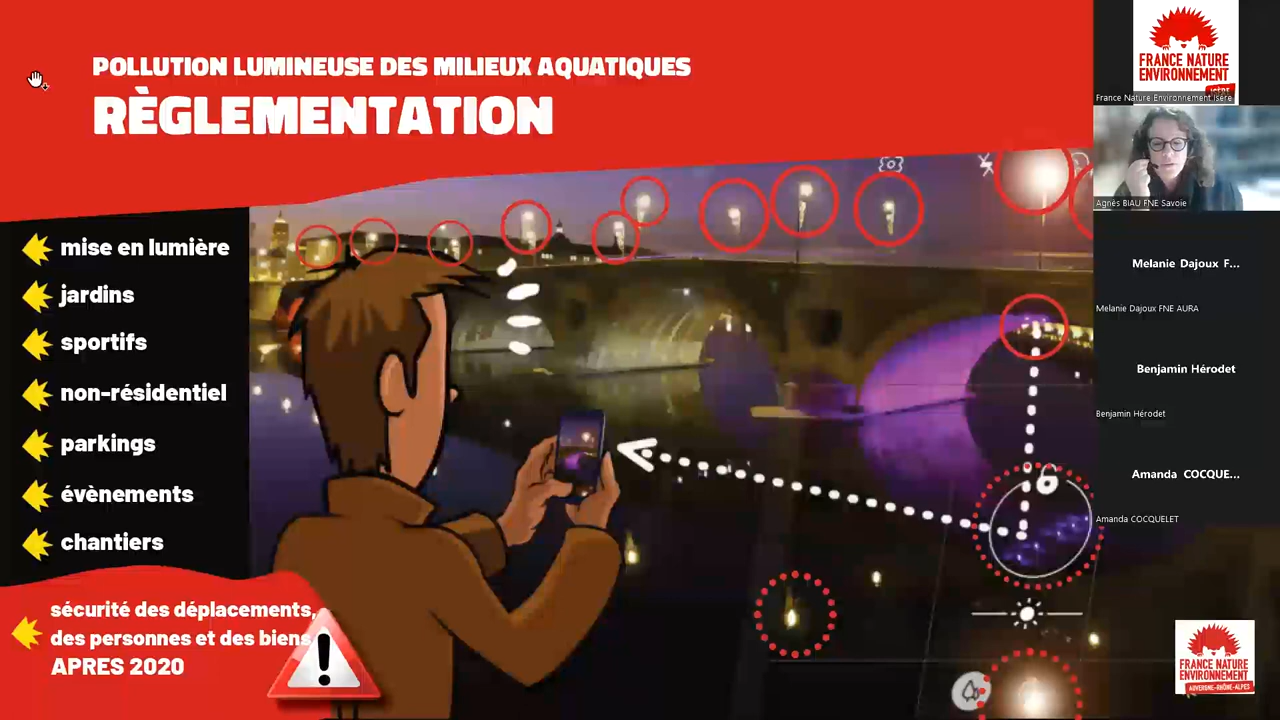 POLLUTION LUMINEUSE DES MILIEUX AQUATIQUES
RÈGLEMENTATION
mise en lumière
jardins
sportifs
non-résidentiel
parkings
évènements
chantiers
sécurité des déplacements,
des personnes et des biens
APRES 2020
FRANCE NATURE
ENVIRONNEMENT
France Nature Environnement Isère
Agnès BIAU FNE Savoie
Melanie Dajoux F...
Melanie Dajoux FNE AURA
Benjamin Hérodet
Benjamin Hérodet
Amanda COCQUE...
Amanda COCQUELET
FRANCE NATURE
ENVIRONNEMENT
AUVERGNE-RHÔNE-ALPES